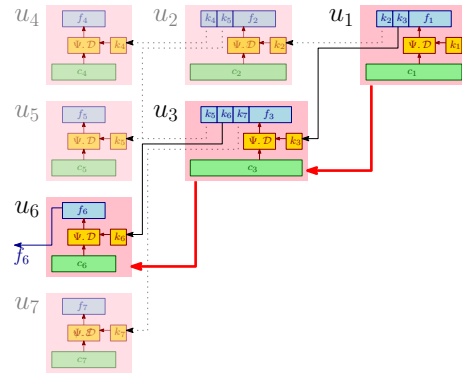 u₄ f₄ Ψ.𝒟 k₄ c₄
u₂ k₄ k₅ f₂ Ψ.𝒟 k₂ c₂
u₁ k₂ k₃ f₁ Ψ.𝒟 k₁ c₁
u₅ f₅ Ψ.𝒟 k₅ c₅
u₃ k₅ k₆ k₇ f₃ Ψ.𝒟 k₃ c₃
u₆ f₆ Ψ.𝒟 k₆ c₆
f₆
u₇ f₇ Ψ.𝒟 k₇ c₇